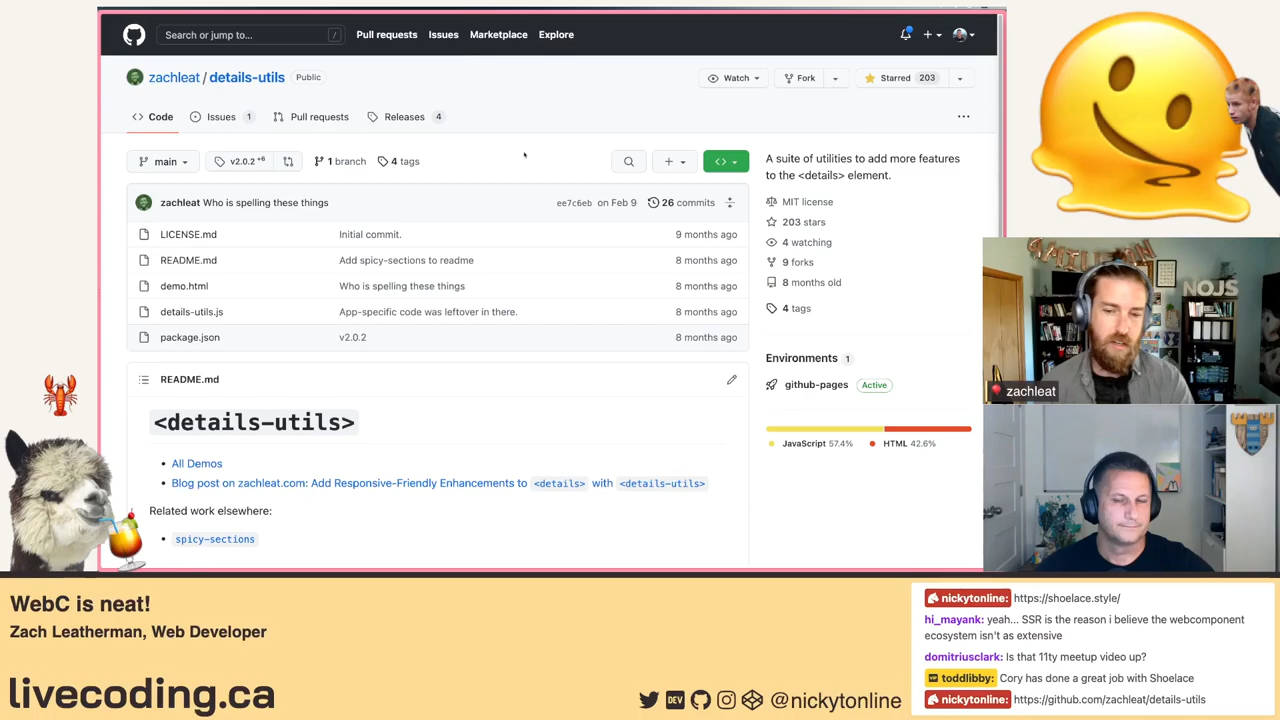 Search or jump to... / Pull requests Issues Marketplace Explore
zachleat / details-utils Public
Watch Fork Starred 203
Code Issues 1 Pull requests Releases 4
main v2.0.2 +6 1 branch 4 tags
zachleat Who is spelling these things ee7c6eb on Feb 9 26 commits
LICENSE.md Initial commit. 9 months ago
README.md Add spicy-sections to readme 8 months ago
demo.html Who is spelling these things 8 months ago
details-utils.js App-specific code was leftover in there. 8 months ago
package.json v2.0.2 8 months ago
README.md
<details-utils>
All Demos
Blog post on zachleat.com: Add Responsive-Friendly Enhancements to <details> with <details-utils>
Related work elsewhere:
spicy-sections
A suite of utilities to add more features
to the <details> element.
MIT license
203 stars
4 watching
9 forks
8 months old
4 tags
Environments 1
github-pages Active
JavaScript 57.4% HTML 42.6%
NOJS
zachleat
WebC is neat!
Zach Leatherman, Web Developer
livecoding.ca
DEV @nickytonline
nickytonline: https://shoelace.style/
hi_mayank: yeah... SSR is the reason i believe the webcomponent
ecosystem isn't as extensive
domitriusclark: Is that 11ty meetup video up?
toddlibby: Cory has done a great job with Shoelace
nickytonline: https://github.com/zachleat/details-utils